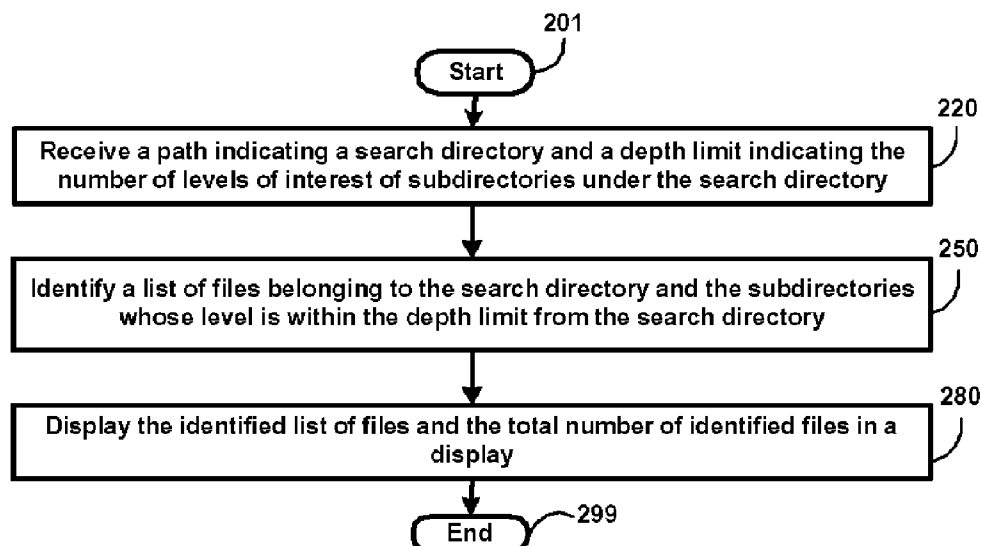 201
Start
220
Receive a path indicating a search directory and a depth limit indicating the
number of levels of interest of subdirectories under the search directory
250
Identify a list of files belonging to the search directory and the subdirectories
whose level is within the depth limit from the search directory
280
Display the identified list of files and the total number of identified files in a
display
End
299